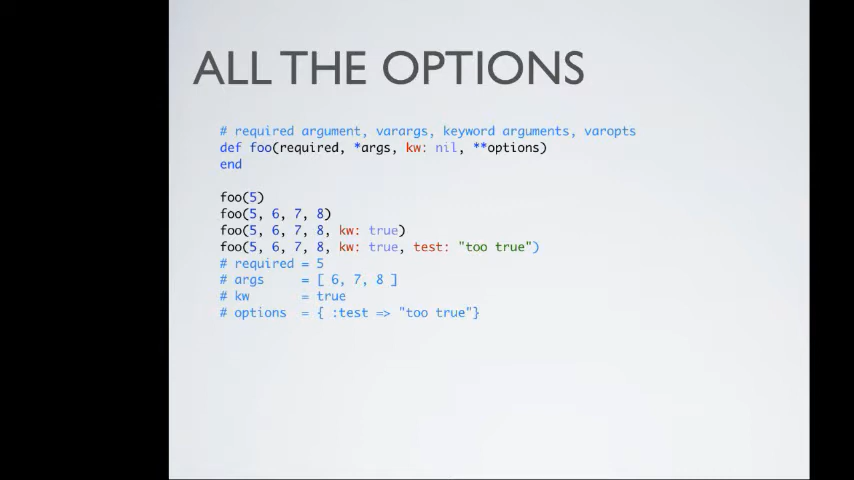 ALL THE OPTIONS
# required argument, varargs, keyword arguments, varopts
def foo(required, *args, kw: nil, **options)
end
foo(5)
foo(5, 6, 7, 8)
foo(5, 6, 7, 8, kw: true)
foo(5, 6, 7, 8, kw: true, test: "too true")
# required = 5
# args     = [ 6, 7, 8 ]
# kw       = true
# options  = { :test => "too true"}